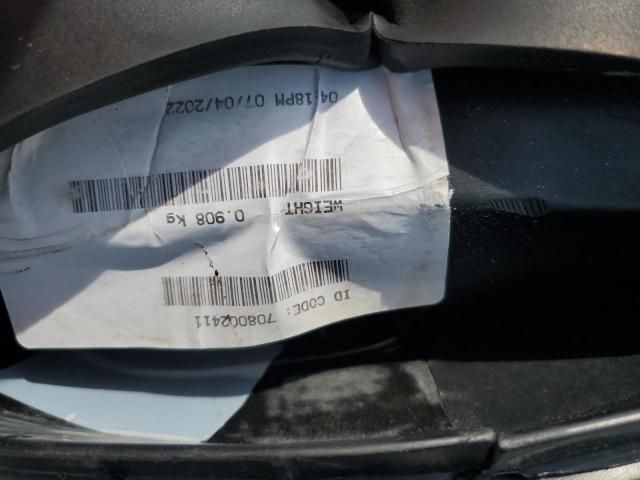 ID CODE: 708002411
WEIGHT 0.908 kg
04:18PM 07/04/2022